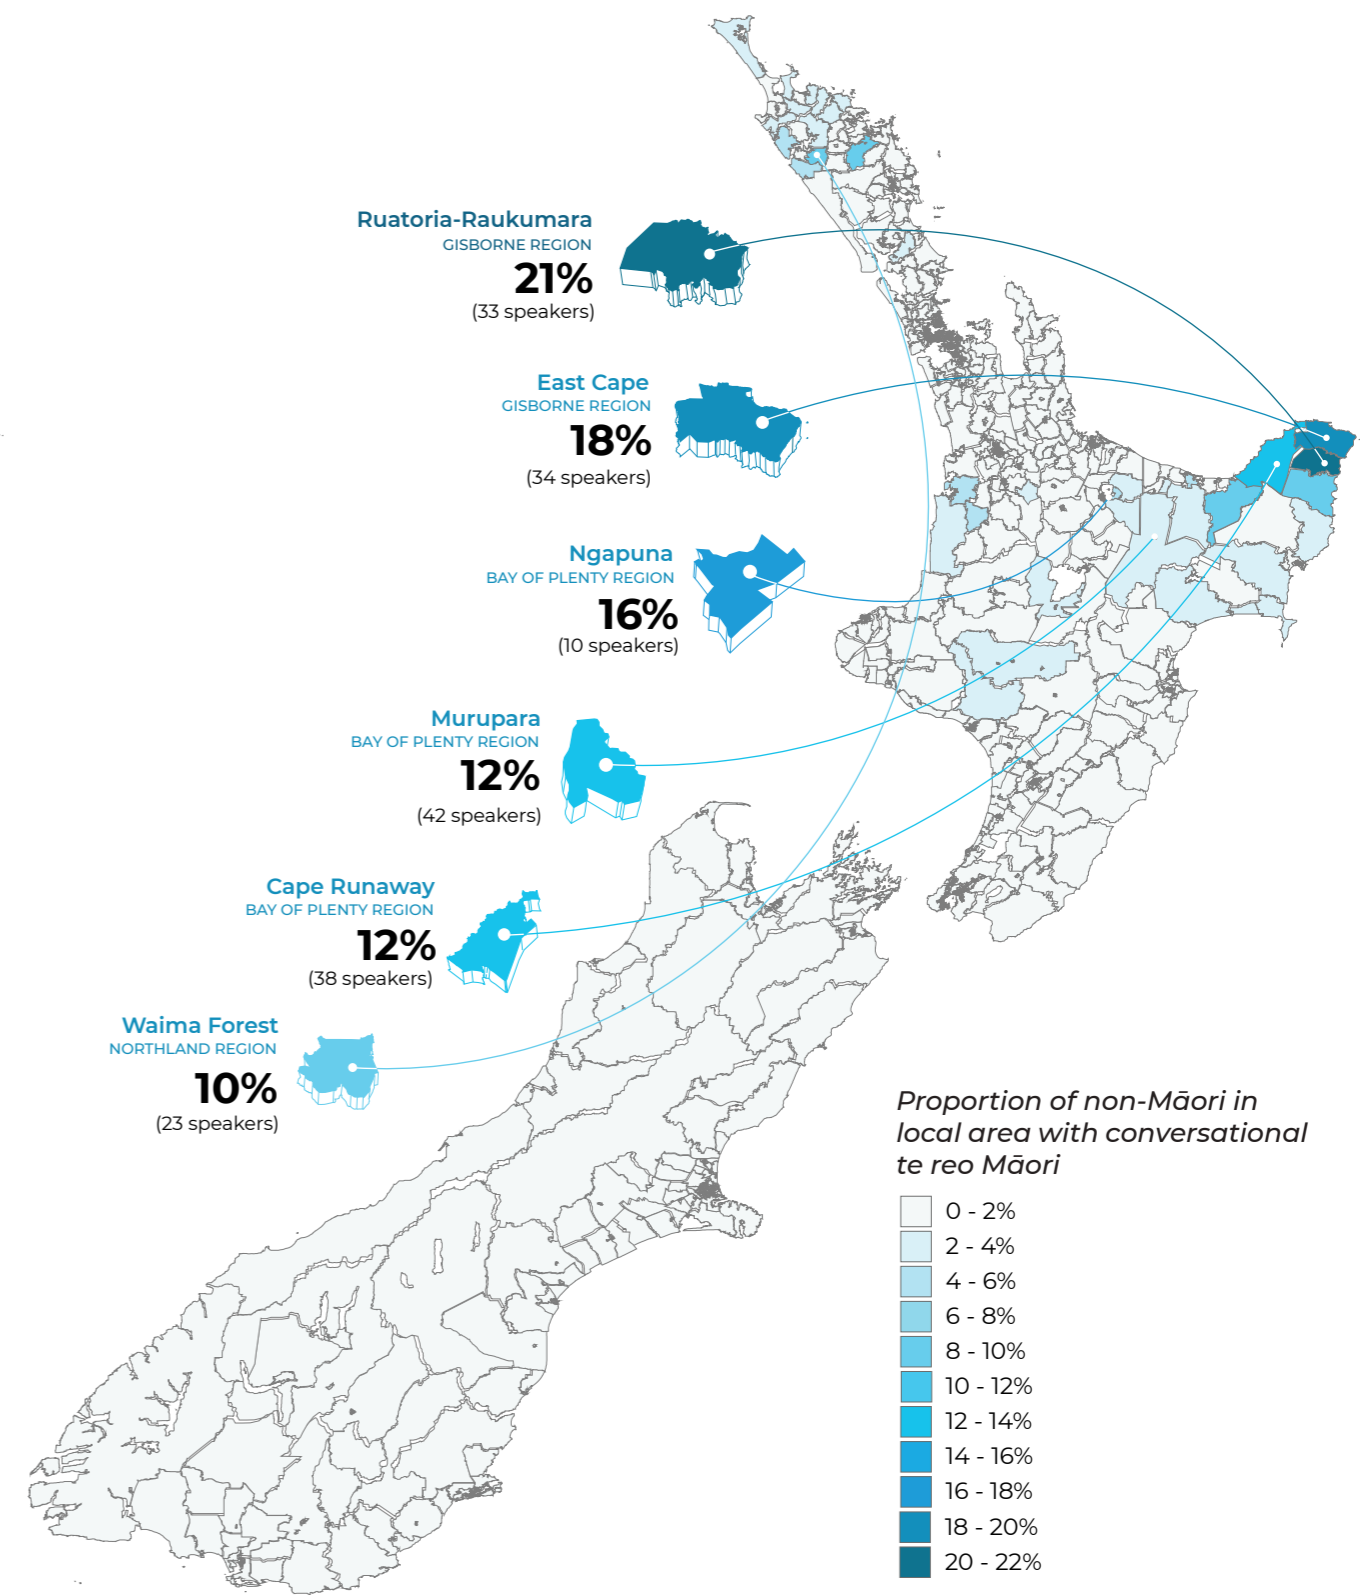 Ruatoria-Raukumara
GISBORNE REGION
21%
(33 speakers)
East Cape
GISBORNE REGION
18%
(34 speakers)
Ngapuna
BAY OF PLENTY REGION
16%
(10 speakers)
Murupara
BAY OF PLENTY REGION
12%
(42 speakers)
Cape Runaway
BAY OF PLENTY REGION
12%
(38 speakers)
Waima Forest
NORTHLAND REGION
10%
(23 speakers)
Proportion of non-Māori in
local area with conversational
te reo Māori
0 - 2%
2 - 4%
4 - 6%
6 - 8%
8 - 10%
10 - 12%
12 - 14%
14 - 16%
16 - 18%
18 - 20%
20 - 22%